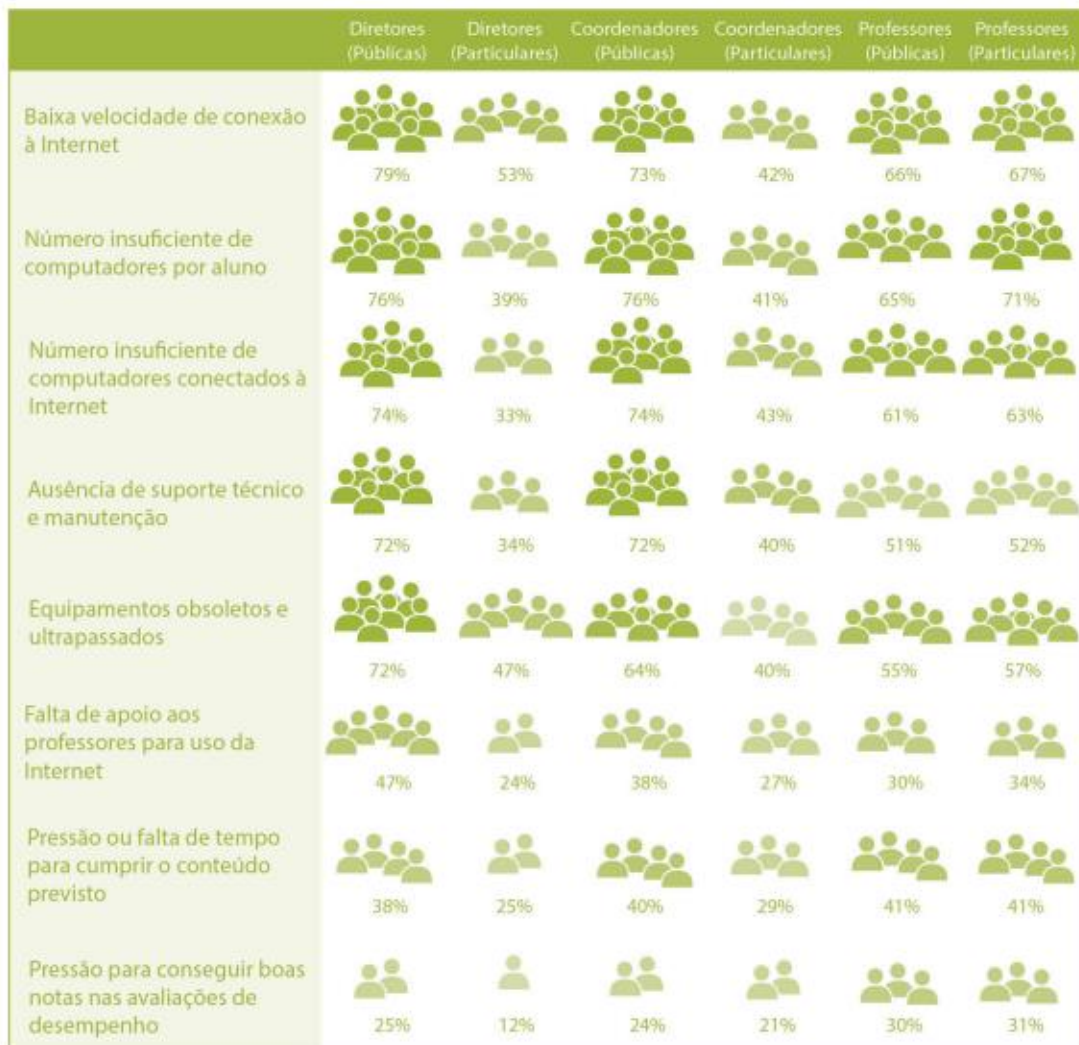 Diretores (Públicas)
Diretores (Particulares)
Coordenadores (Públicas)
Coordenadores (Particulares)
Professores (Públicas)
Professores (Particulares)
Baixa velocidade de conexão
à Internet
79% 53% 73% 42% 66% 67%
Número insuficiente de
computadores por aluno
76% 39% 76% 41% 65% 71%
Número insuficiente de
computadores conectados à
Internet
74% 33% 74% 43% 61% 63%
Ausência de suporte técnico
e manutenção
72% 34% 72% 40% 51% 52%
Equipamentos obsoletos e
ultrapassados
72% 47% 64% 40% 55% 57%
Falta de apoio aos
professores para uso da
Internet
47% 24% 38% 27% 30% 34%
Pressão ou falta de tempo
para cumprir o conteúdo
previsto
38% 25% 40% 29% 41% 41%
Pressão para conseguir boas
notas nas avaliações de
desempenho
25% 12% 24% 21% 30% 31%